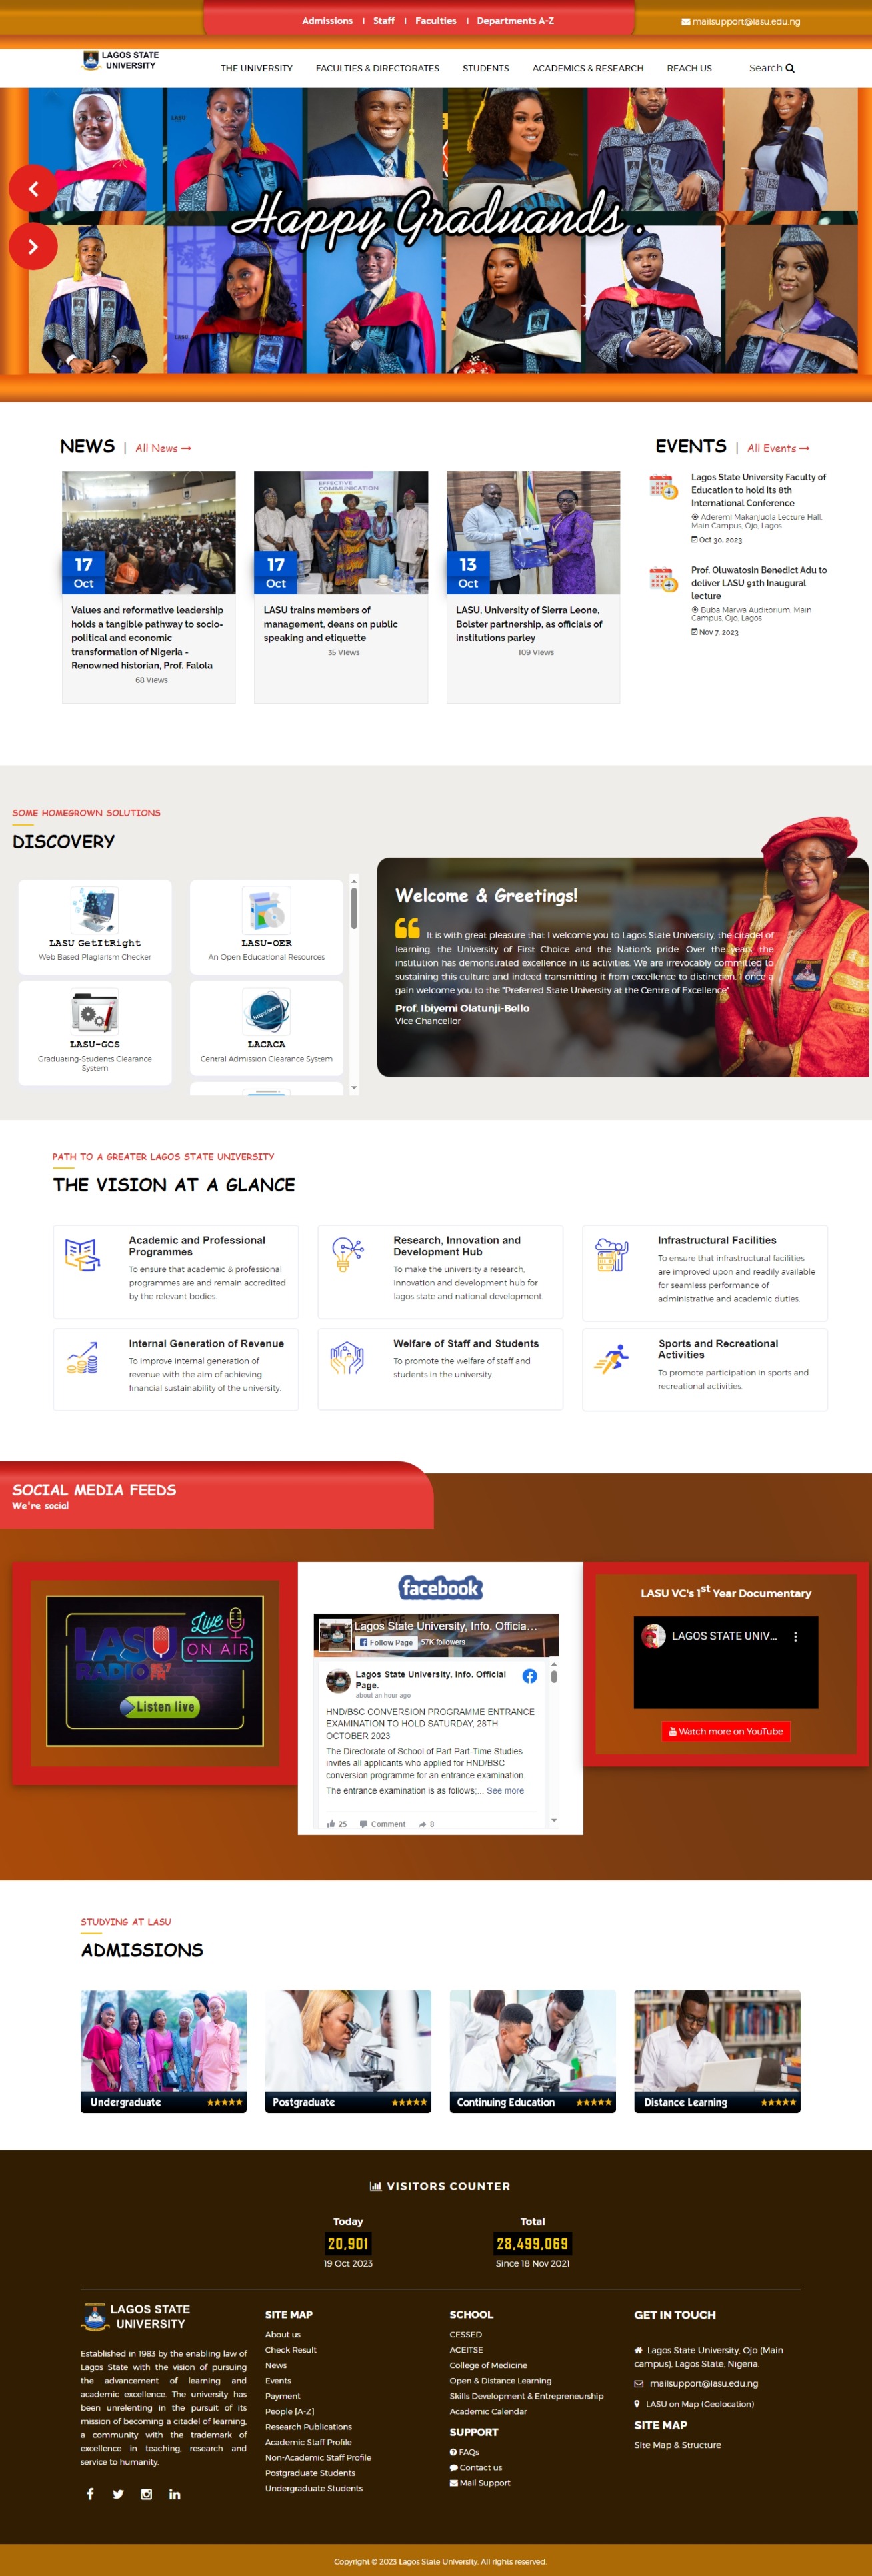 Admissions | Staff | Faculties | Departments A-Z
mailsupport@lasu.edu.ng
LAGOS STATE
UNIVERSITY
THE UNIVERSITY
FACULTIES & DIRECTORATES
STUDENTS
ACADEMICS & RESEARCH
REACH US
Search
Happy Graduands.
NEWS | All News
17
Oct
Values and reformative leadership
holds a tangible pathway to socio-
political and economic
transformation of Nigeria -
Renowned historian, Prof. Falola
68 Views
EFFECTIVE
COMMUNICATION
17
Oct
LASU trains members of
management, deans on public
speaking and etiquette
35 Views
13
Oct
LASU, University of Sierra Leone,
Bolster partnership, as officials of
institutions parley
109 Views
EVENTS | All Events
Lagos State University Faculty of
Education to hold its 8th
International Conference
Aderemi Makanjuola Lecture Hall,
Main Campus, Ojo, Lagos
Oct 30, 2023
Prof. Oluwatosin Benedict Adu to
deliver LASU 91th Inaugural
lecture
Buba Marwa Auditorium, Main
Campus, Ojo, Lagos
Nov 7, 2023
SOME HOMEGROWN SOLUTIONS
DISCOVERY
LASU GetItRight
Web Based Plagiarism Checker
LASU-OER
An Open Educational Resources
LASU-GCS
Graduating-Students Clearance
System
http://www
LACACA
Central Admission Clearance System
Welcome & Greetings!
It is with great pleasure that I welcome you to Lagos State University, the citadel of
learning, the University of First Choice and the Nation's pride. Over the years, the
institution has demonstrated excellence in its activities. We are irrevocably committed to
sustaining this culture and indeed transmitting it from excellence to distinction. I once a
gain welcome you to the "Preferred State University at the Centre of Excellence".
Prof. Ibiyemi Olatunji-Bello
Vice Chancellor
PATH TO A GREATER LAGOS STATE UNIVERSITY
THE VISION AT A GLANCE
Academic and Professional
Programmes
To ensure that academic & professional
programmes are and remain accredited
by the relevant bodies.
Research, Innovation and
Development Hub
To make the university a research,
innovation and development hub for
lagos state and national development.
Infrastructural Facilities
To ensure that infrastructural facilities
are improved upon and readily available
for seamless performance of
administrative and academic duties.
Internal Generation of Revenue
To improve internal generation of
revenue with the aim of achieving
financial sustainability of the university.
Welfare of Staff and Students
To promote the welfare of staff and
students in the university.
Sports and Recreational
Activities
To promote participation in sports and
recreational activities.
SOCIAL MEDIA FEEDS
We're social
LASU
RADIO 95.7 FM
Live
ON AIR
Listen live
facebook
Lagos State University, Info. Officia...
Follow Page
57K followers
Lagos State University, Info. Official
Page.
about an hour ago
HND/BSC CONVERSION PROGRAMME ENTRANCE
EXAMINATION TO HOLD SATURDAY, 28TH
OCTOBER 2023
The Directorate of School of Part Part-Time Studies
invites all applicants who applied for HND/BSC
conversion programme for an entrance examination.
The entrance examination is as follows;... See more
25
Comment
8
LASU VC's 1st Year Documentary
LAGOS STATE UNIV...
Watch more on YouTube
STUDYING AT LASU
ADMISSIONS
Undergraduate
Postgraduate
Continuing Education
Distance Learning
VISITORS COUNTER
Today
20,901
19 Oct 2023
Total
28,499,069
Since 18 Nov 2021
LAGOS STATE
UNIVERSITY
Established in 1983 by the enabling law of
Lagos State with the vision of pursuing
the advancement of learning and
academic excellence. The university has
been unrelenting in the pursuit of its
mission of becoming a citadel of learning,
a community with the trademark of
excellence in teaching, research and
service to humanity.
SITE MAP
About us
Check Result
News
Events
Payment
People [A-Z]
Research Publications
Academic Staff Profile
Non-Academic Staff Profile
Postgraduate Students
Undergraduate Students
SCHOOL
CESSED
ACEITSE
College of Medicine
Open & Distance Learning
Skills Development & Entrepreneurship
Academic Calendar
SUPPORT
FAQs
Contact us
Mail Support
GET IN TOUCH
Lagos State University, Ojo (Main
campus), Lagos State, Nigeria.
mailsupport@lasu.edu.ng
LASU on Map (Geolocation)
SITE MAP
Site Map & Structure
Copyright © 2023 Lagos State University. All rights reserved.